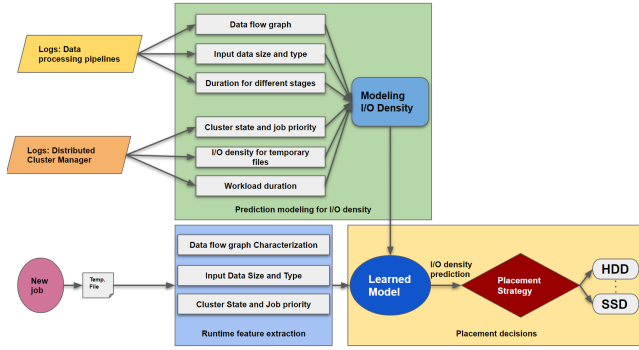 Data flow graph
Logs: Data
processing pipelines
Input data size and type
Duration for different stages
Modeling
I/O Density
Cluster state and job priority
Logs: Distributed
Cluster Manager
I/O density for temporary
files
Workload duration
Prediction modeling for I/O density
New
job
Temp.
File
Data flow graph Characterization
Input Data Size and Type
Cluster State and Job priority
Runtime feature extraction
Learned
Model
I/O density
prediction
Placement
Strategy
HDD
SSD
Placement decisions